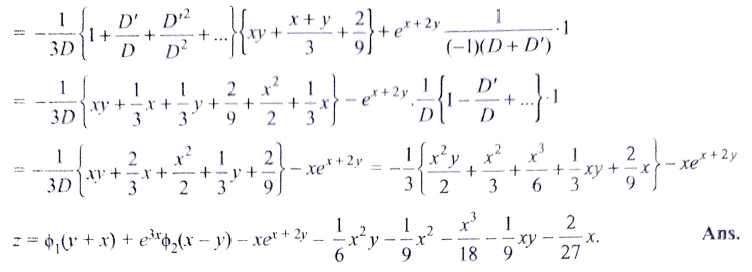 = -\frac{1}{3D}\left\{1 + \frac{D'}{D} + \frac{D'^2}{D^2} + ...\right\}\left\{xy + \frac{x+y}{3} + \frac{2}{9}\right\} + e^{x+2y} \frac{1}{(-1)(D+D')} \cdot 1
= -\frac{1}{3D}\left\{xy + \frac{1}{3}x + \frac{1}{3}y + \frac{2}{9} + \frac{x^2}{2} + \frac{1}{3}x\right\} - e^{x+2y} \cdot \frac{1}{D}\left\{1 - \frac{D'}{D} + ...\right\} \cdot 1
= -\frac{1}{3D}\left\{xy + \frac{2}{3}x + \frac{x^2}{2} + \frac{1}{3}y + \frac{2}{9}\right\} - xe^{x+2y} = -\frac{1}{3}\left\{\frac{x^2y}{2} + \frac{x^2}{3} + \frac{x^3}{6} + \frac{1}{3}xy + \frac{2}{9}x\right\} - xe^{x+2y}
z = \phi_1(y + x) + e^{3x}\phi_2(x - y) - xe^{x+2y} - \frac{1}{6}x^2y - \frac{1}{9}x^2 - \frac{x^3}{18} - \frac{1}{9}xy - \frac{2}{27}x. Ans.